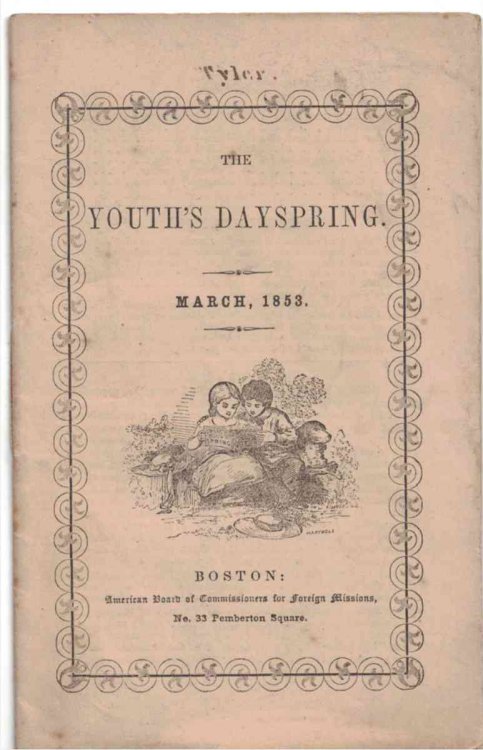 Tyler.
THE
YOUTH'S DAYSPRING.
MARCH, 1853.
BOSTON:
American Board of Commissioners for Foreign Missions,
No. 33 Pemberton Square.